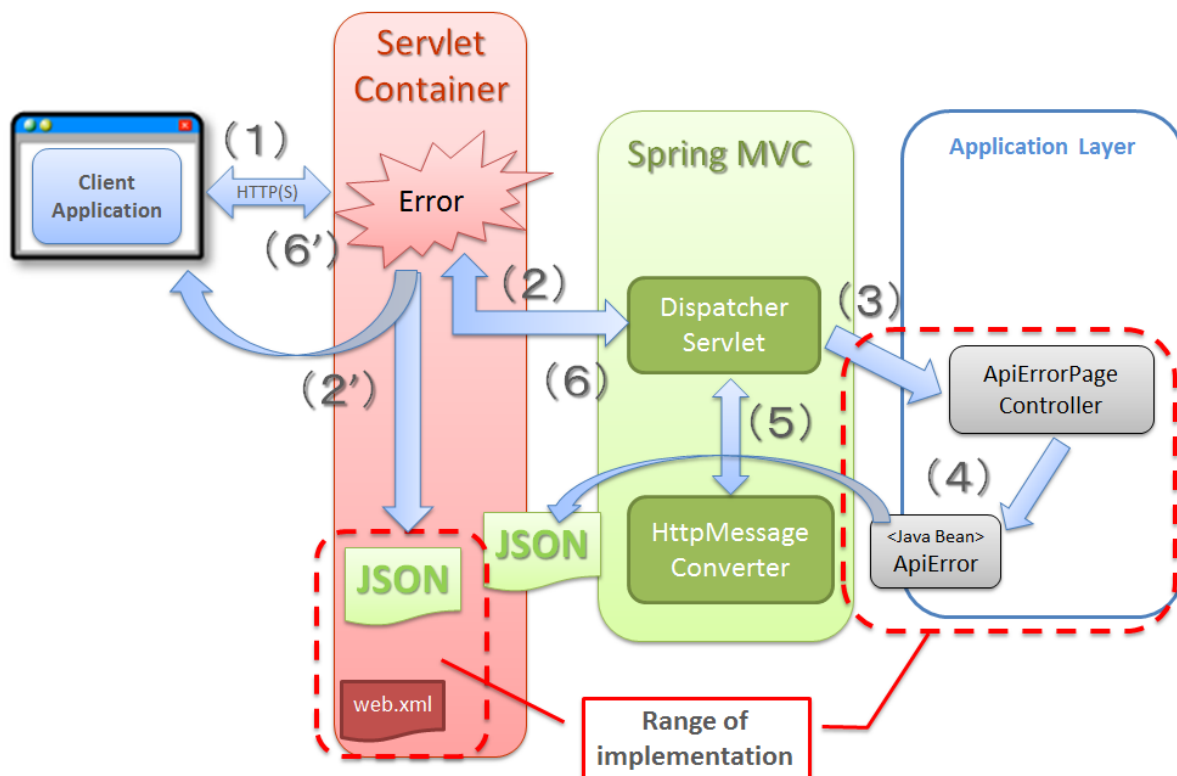 Servlet
Container
(1)
Client
Application
HTTP(S)
Error
(6')
Spring MVC
Application Layer
(2)
Dispatcher
Servlet
(3)
(2')
(6)
ApiErrorPage
Controller
(5)
(4)
JSON
HttpMessage
Converter
<Java Bean>
ApiError
JSON
web.xml
Range of
implementation